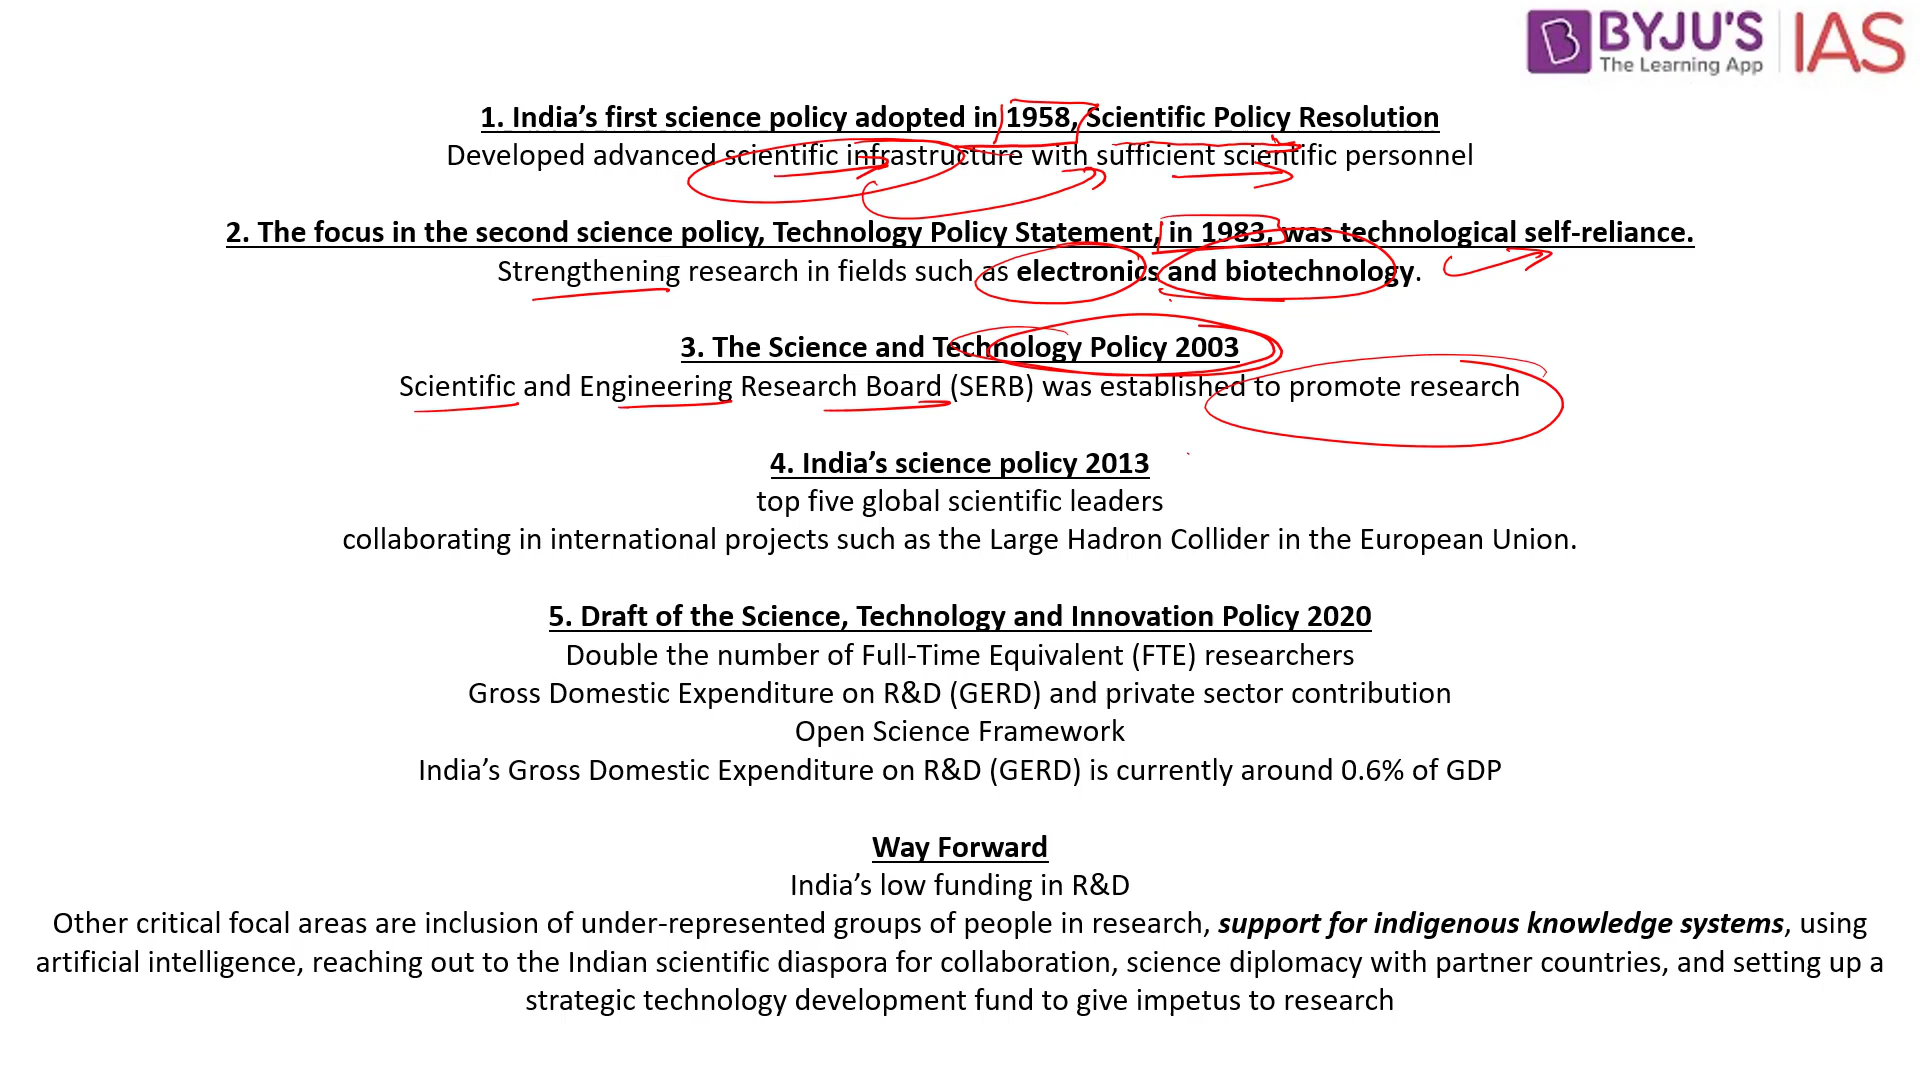 BYJU'S
The Learning App
IAS
1. India’s first science policy adopted in 1958, Scientific Policy Resolution
Developed advanced scientific infrastructure with sufficient scientific personnel
2. The focus in the second science policy, Technology Policy Statement, in 1983, was technological self-reliance.
Strengthening research in fields such as electronics and biotechnology.
3. The Science and Technology Policy 2003
Scientific and Engineering Research Board (SERB) was established to promote research
4. India’s science policy 2013
top five global scientific leaders
collaborating in international projects such as the Large Hadron Collider in the European Union.
5. Draft of the Science, Technology and Innovation Policy 2020
Double the number of Full-Time Equivalent (FTE) researchers
Gross Domestic Expenditure on R&D (GERD) and private sector contribution
Open Science Framework
India’s Gross Domestic Expenditure on R&D (GERD) is currently around 0.6% of GDP
Way Forward
India’s low funding in R&D
Other critical focal areas are inclusion of under-represented groups of people in research, support for indigenous knowledge systems, using
artificial intelligence, reaching out to the Indian scientific diaspora for collaboration, science diplomacy with partner countries, and setting up a
strategic technology development fund to give impetus to research